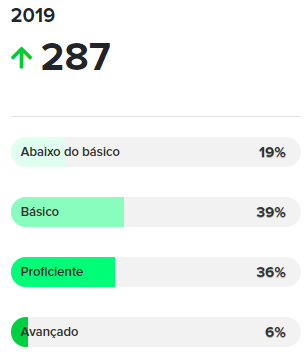 2019
287
Abaixo do básico 19%
Básico 39%
Proficiente 36%
Avançado 6%